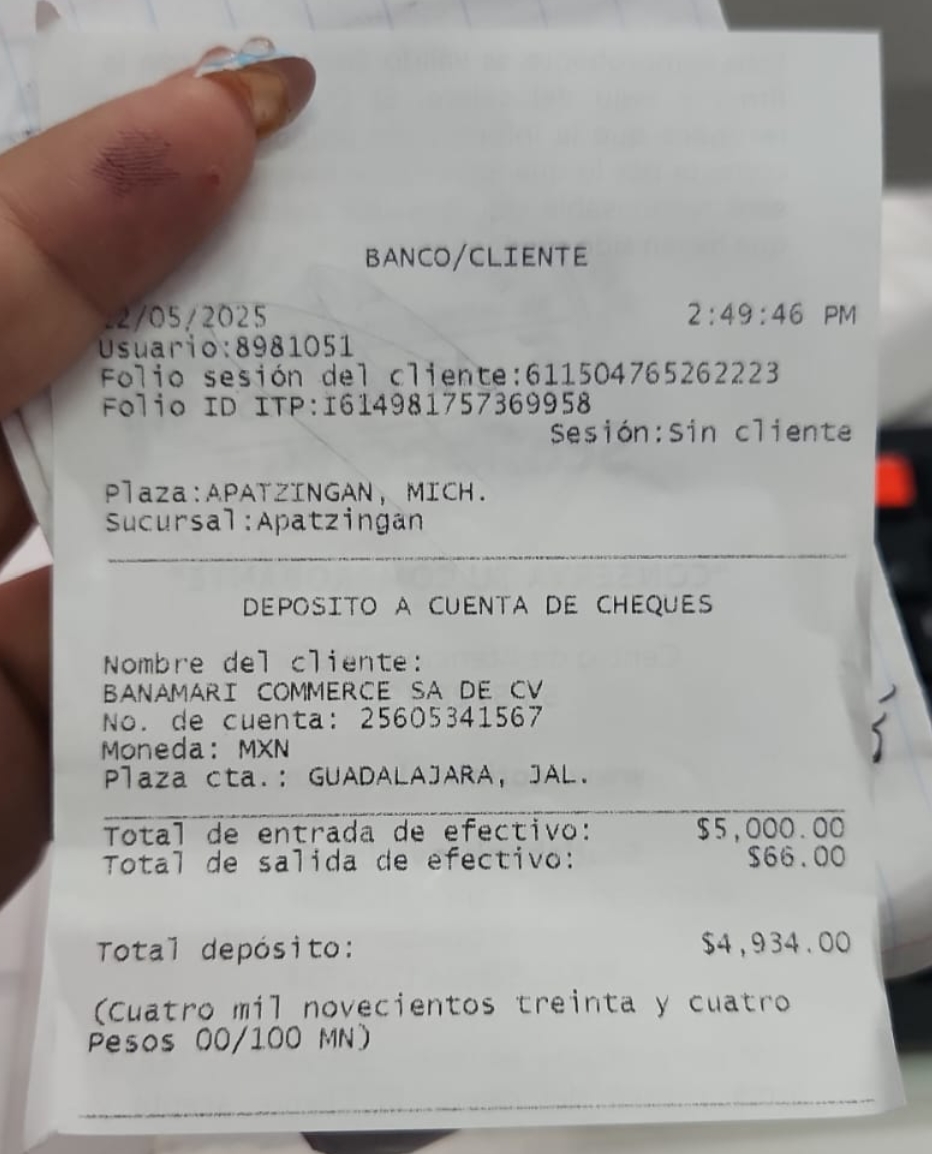 BANCO/CLIENTE
22/05/2025 2:49:46 PM
Usuario:8981051
Folio sesión del cliente:611504765262223
Folio ID ITP:I614981757369958
Sesión:Sin cliente
Plaza:APATZINGAN, MICH.
Sucursal:Apatzingan
DEPOSITO A CUENTA DE CHEQUES
Nombre del cliente:
BANAMARI COMMERCE SA DE CV
No. de cuenta: 25605341567
Moneda: MXN
Plaza cta.: GUADALAJARA, JAL.
Total de entrada de efectivo: $5,000.00
Total de salida de efectivo: $66.00
Total depósito: $4,934.00
(Cuatro mil novecientos treinta y cuatro
Pesos 00/100 MN)